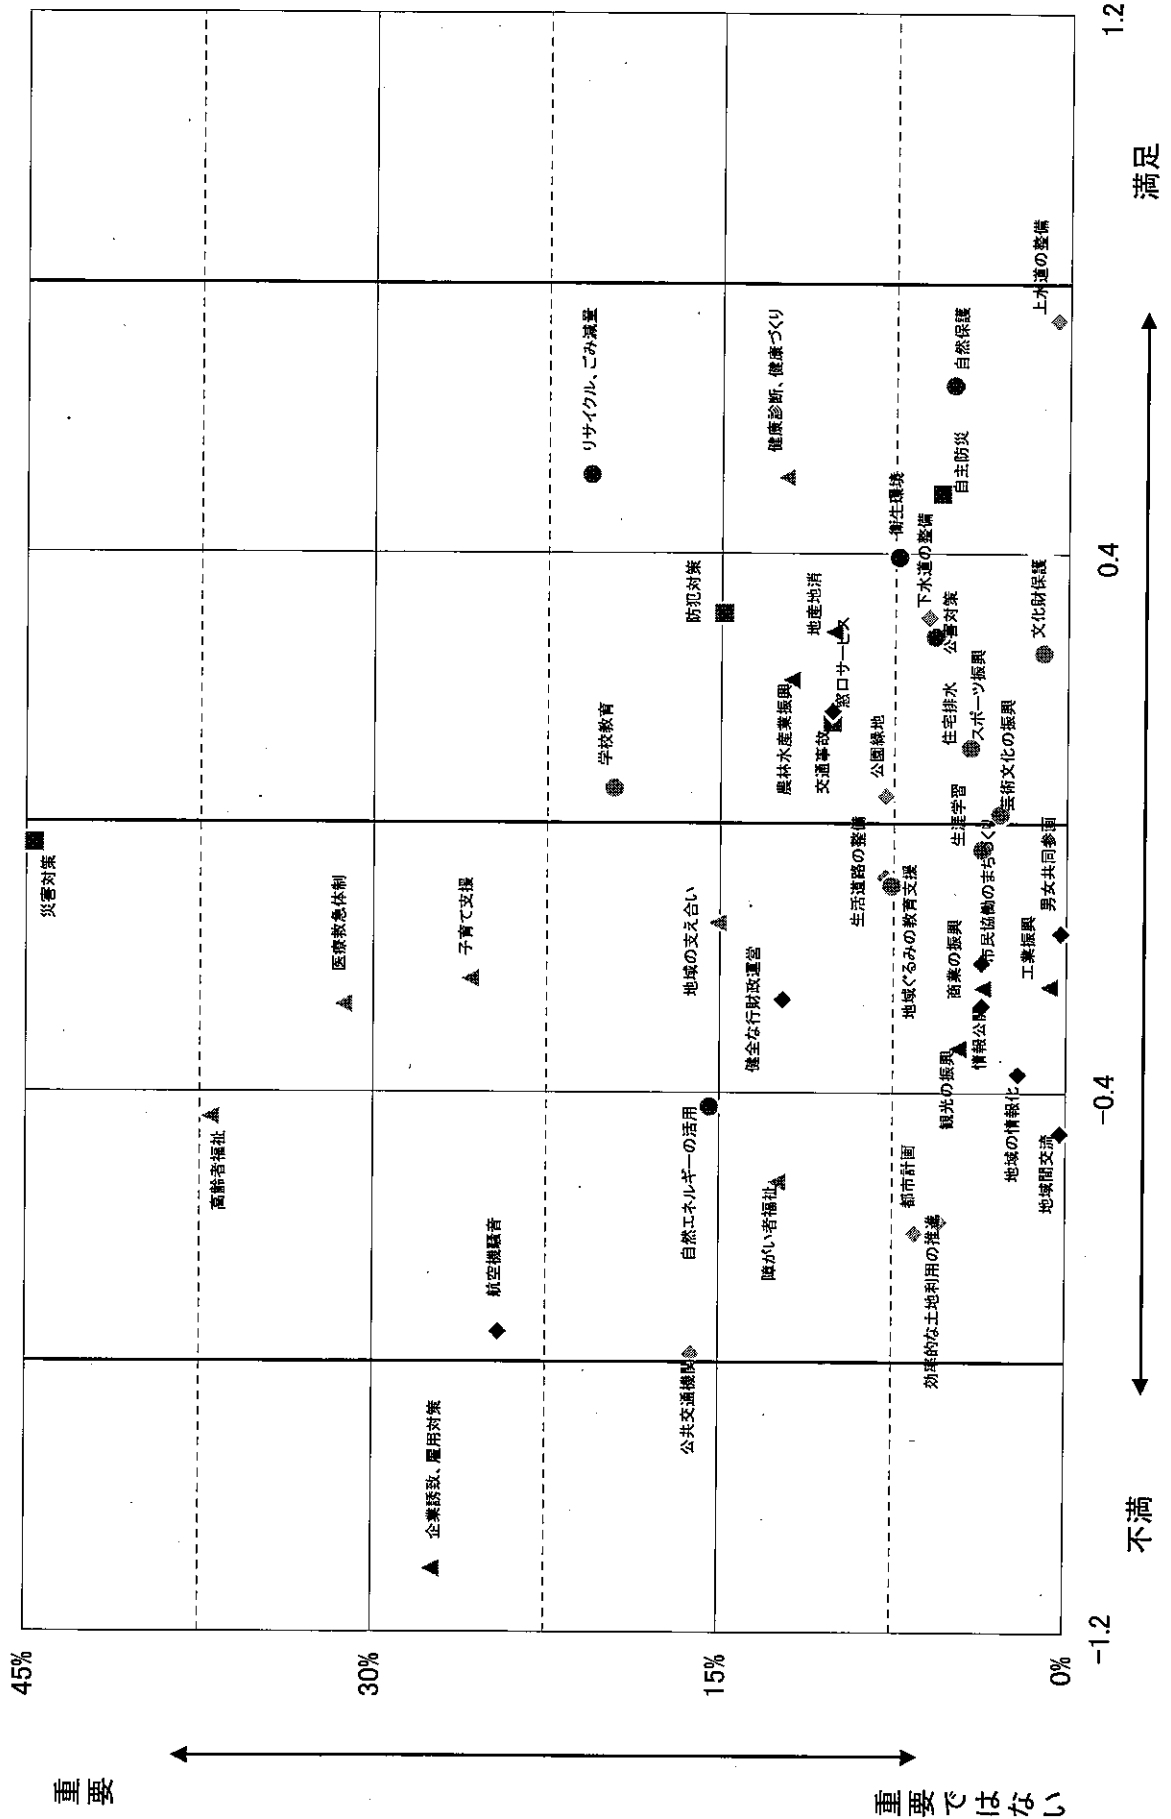 重要
重要ではない
45%
30%
15%
0%
-1.2
-0.4
0.4
1.2
不満
満足
災害対策
高齢者福祉
医療救急体制
子育て支援
企業誘致、雇用対策
航空機騒音
リサイクル、ごみ減量
学校教育
公共交通機関
自然エネルギーの活用
地域の支え合い
防犯対策
障がい者福祉
健全な行財政運営
健康診断、健康づくり
農林水産業振興
地産地消
交通事故
窓口サービス
公園緑地
生活道路の整備
地域ぐるみの教育支援
衛生環境
下水道の整備
公害対策
自主防災
自然保護
都市計画
効率的な土地利用の推進
観光の振興
商業の振興
情報公開
市民協働のまちづくり
生涯学習
住宅排水
スポーツ振興
芸術文化の振興
文化財保護
上水道の整備
男女共同参画
工業振興
地域の情報化
地域間交流